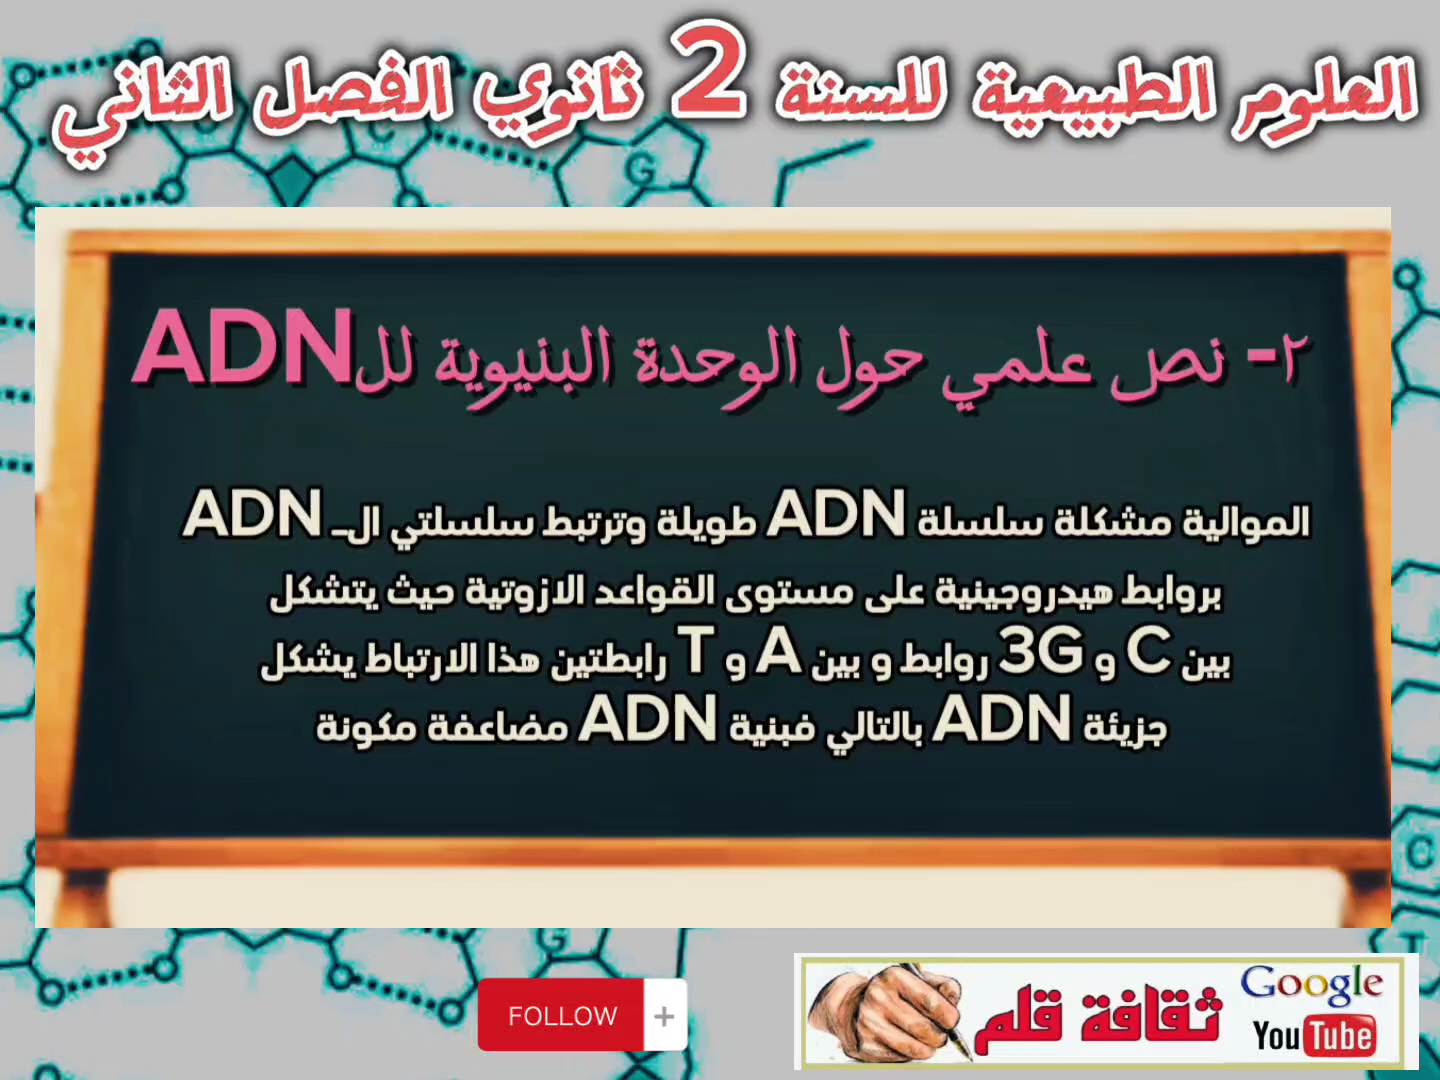 العلوم الطبيعية للسنة 2 ثانوي الفصل الثاني
٢- نص علمي حول الوحدة البنيوية للADN
الموالية مشكلة سلسلة ADN طويلة وترتبط سلسلتي الـ ADN
بروابط هيدروجينية على مستوى القواعد الازوتية حيث يتشكل
بين C و 3G روابط و بين A و T رابطتين هذا الارتباط يشكل
جزيئة ADN بالتالي فبنية ADN مضاعفة مكونة
FOLLOW +
ثقافة قلم
Google
YouTube
G
C
G
C
T